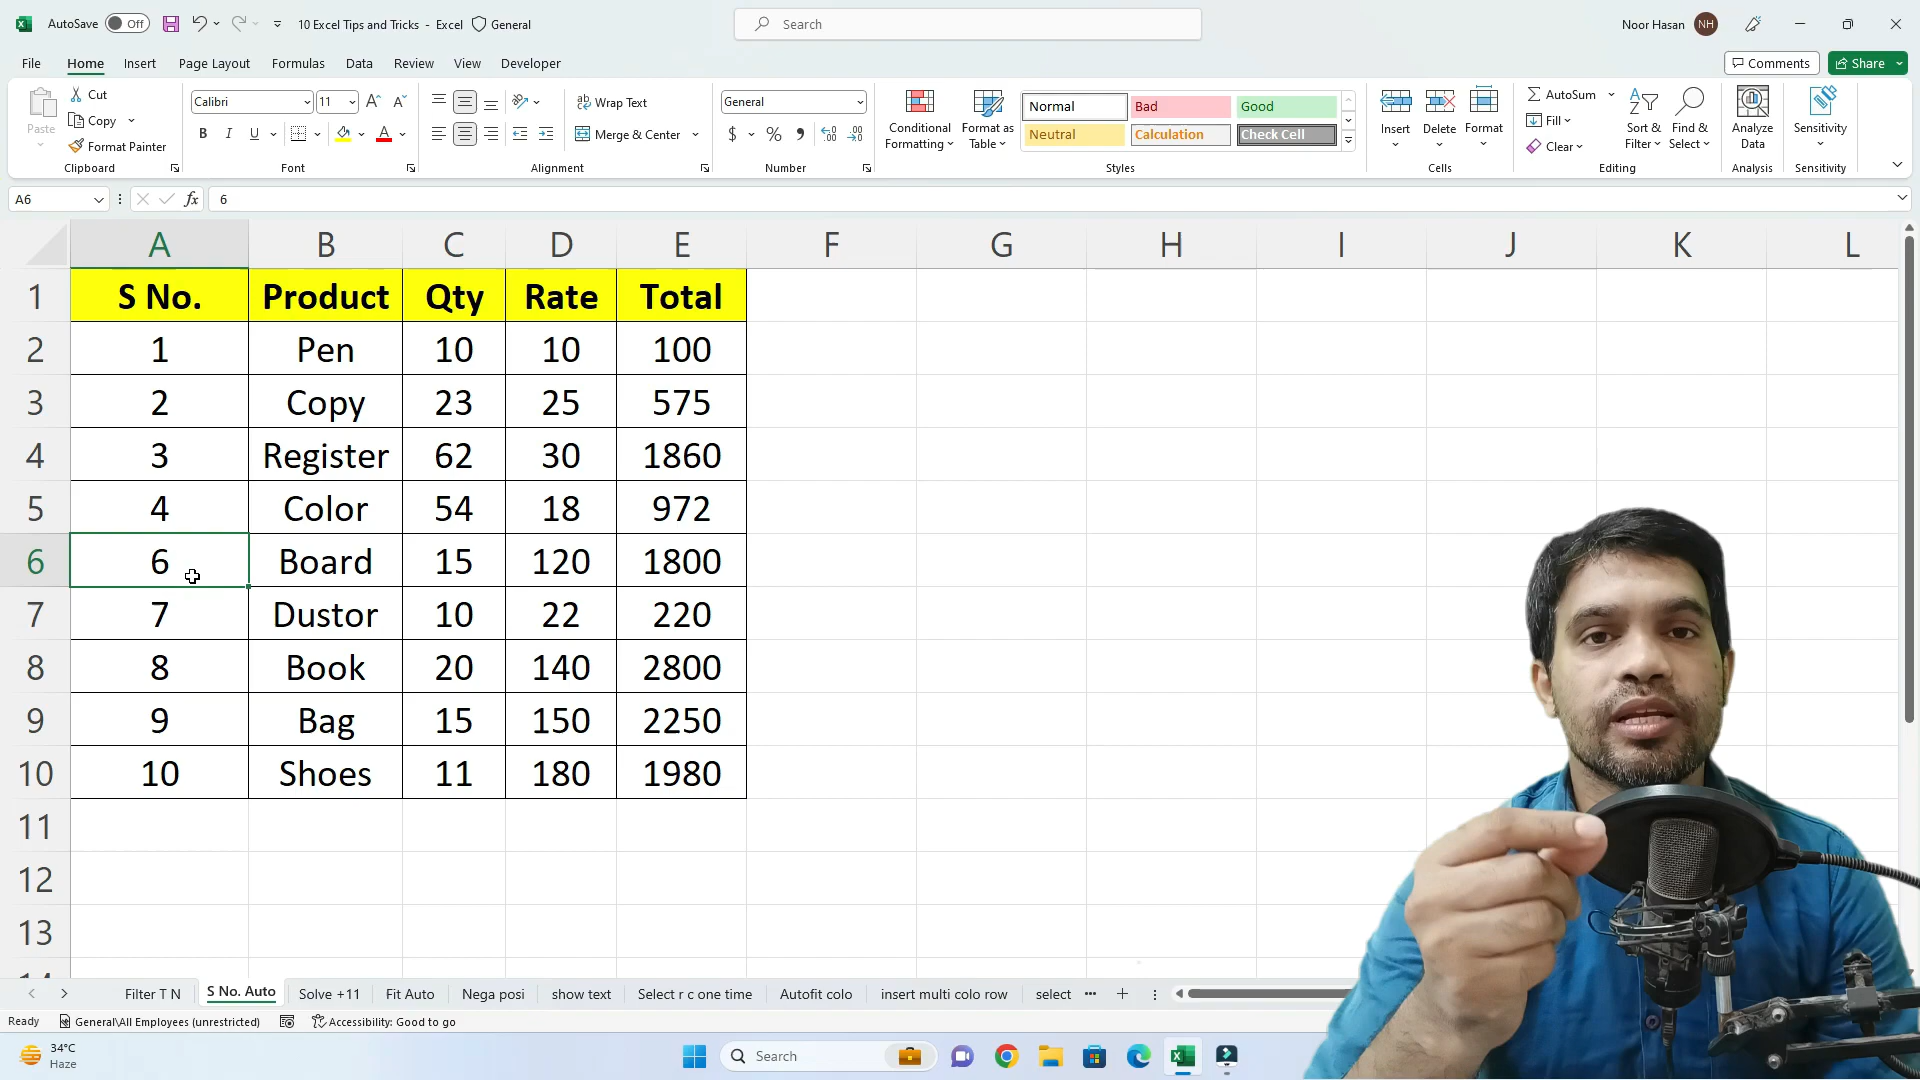 AutoSave Off 10 Excel Tips and Tricks - Excel General Search Noor Hasan NH
File Home Insert Page Layout Formulas Data Review View Developer Comments Share
Paste Cut Copy Format Painter Clipboard
Calibri 11 B I U A Font
Wrap Text Merge & Center Alignment
General $ % Number
Conditional Formatting Format as Table Normal Bad Good Neutral Calculation Check Cell Styles
Insert Delete Format Cells
AutoSum Fill Clear Sort & Filter Find & Select Editing
Analyze Data Analysis
Sensitivity Sensitivity
A6 fx 6
A B C D E F G H I J K L
1 S No. Product Qty Rate Total
2 1 Pen 10 10 100
3 2 Copy 23 25 575
4 3 Register 62 30 1860
5 4 Color 54 18 972
6 6 Board 15 120 1800
7 7 Dustor 10 22 220
8 8 Book 20 140 2800
9 9 Bag 15 150 2250
10 10 Shoes 11 180 1980
11
12
13
14
Filter T N S No. Auto Solve +11 Fit Auto Nega posi show text Select r c one time Autofit colo insert multi colo row select ...
Ready General\All Employees (unrestricted) Accessibility: Good to go
34°C
Haze
Search